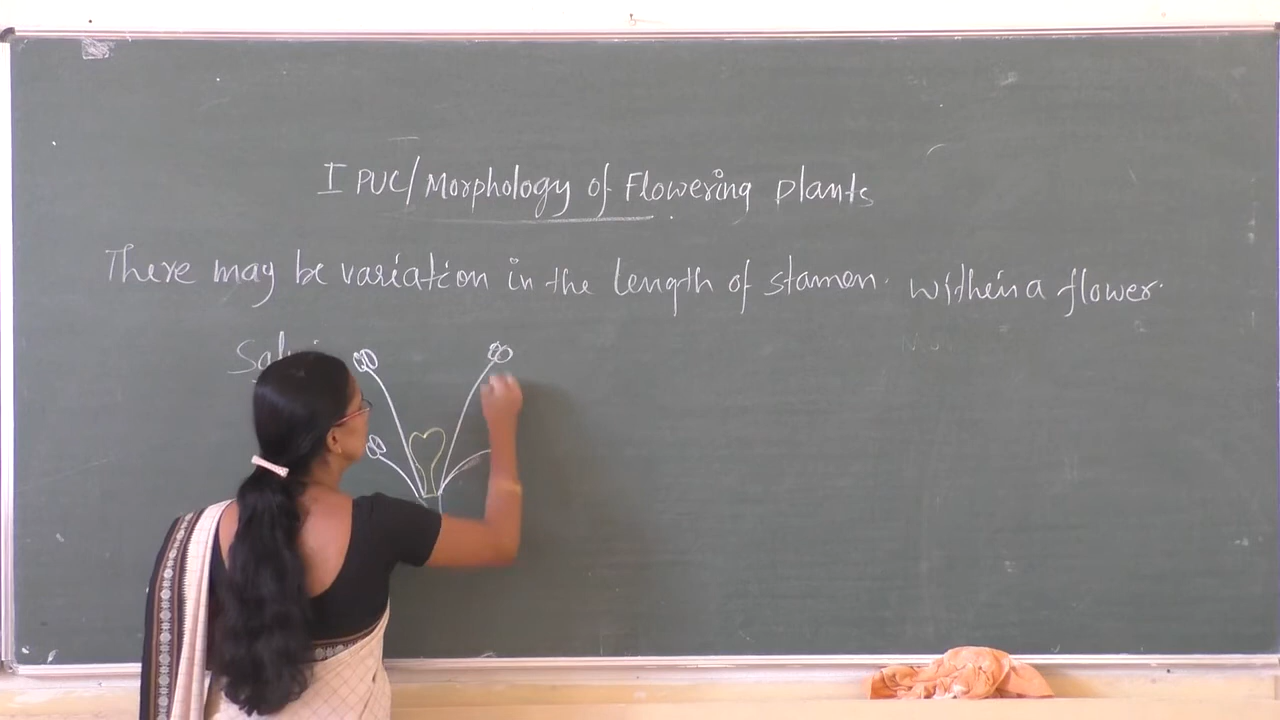 I PUC/Morphology of Flowering plants
There may be variation in the length of stamen. within a flower.